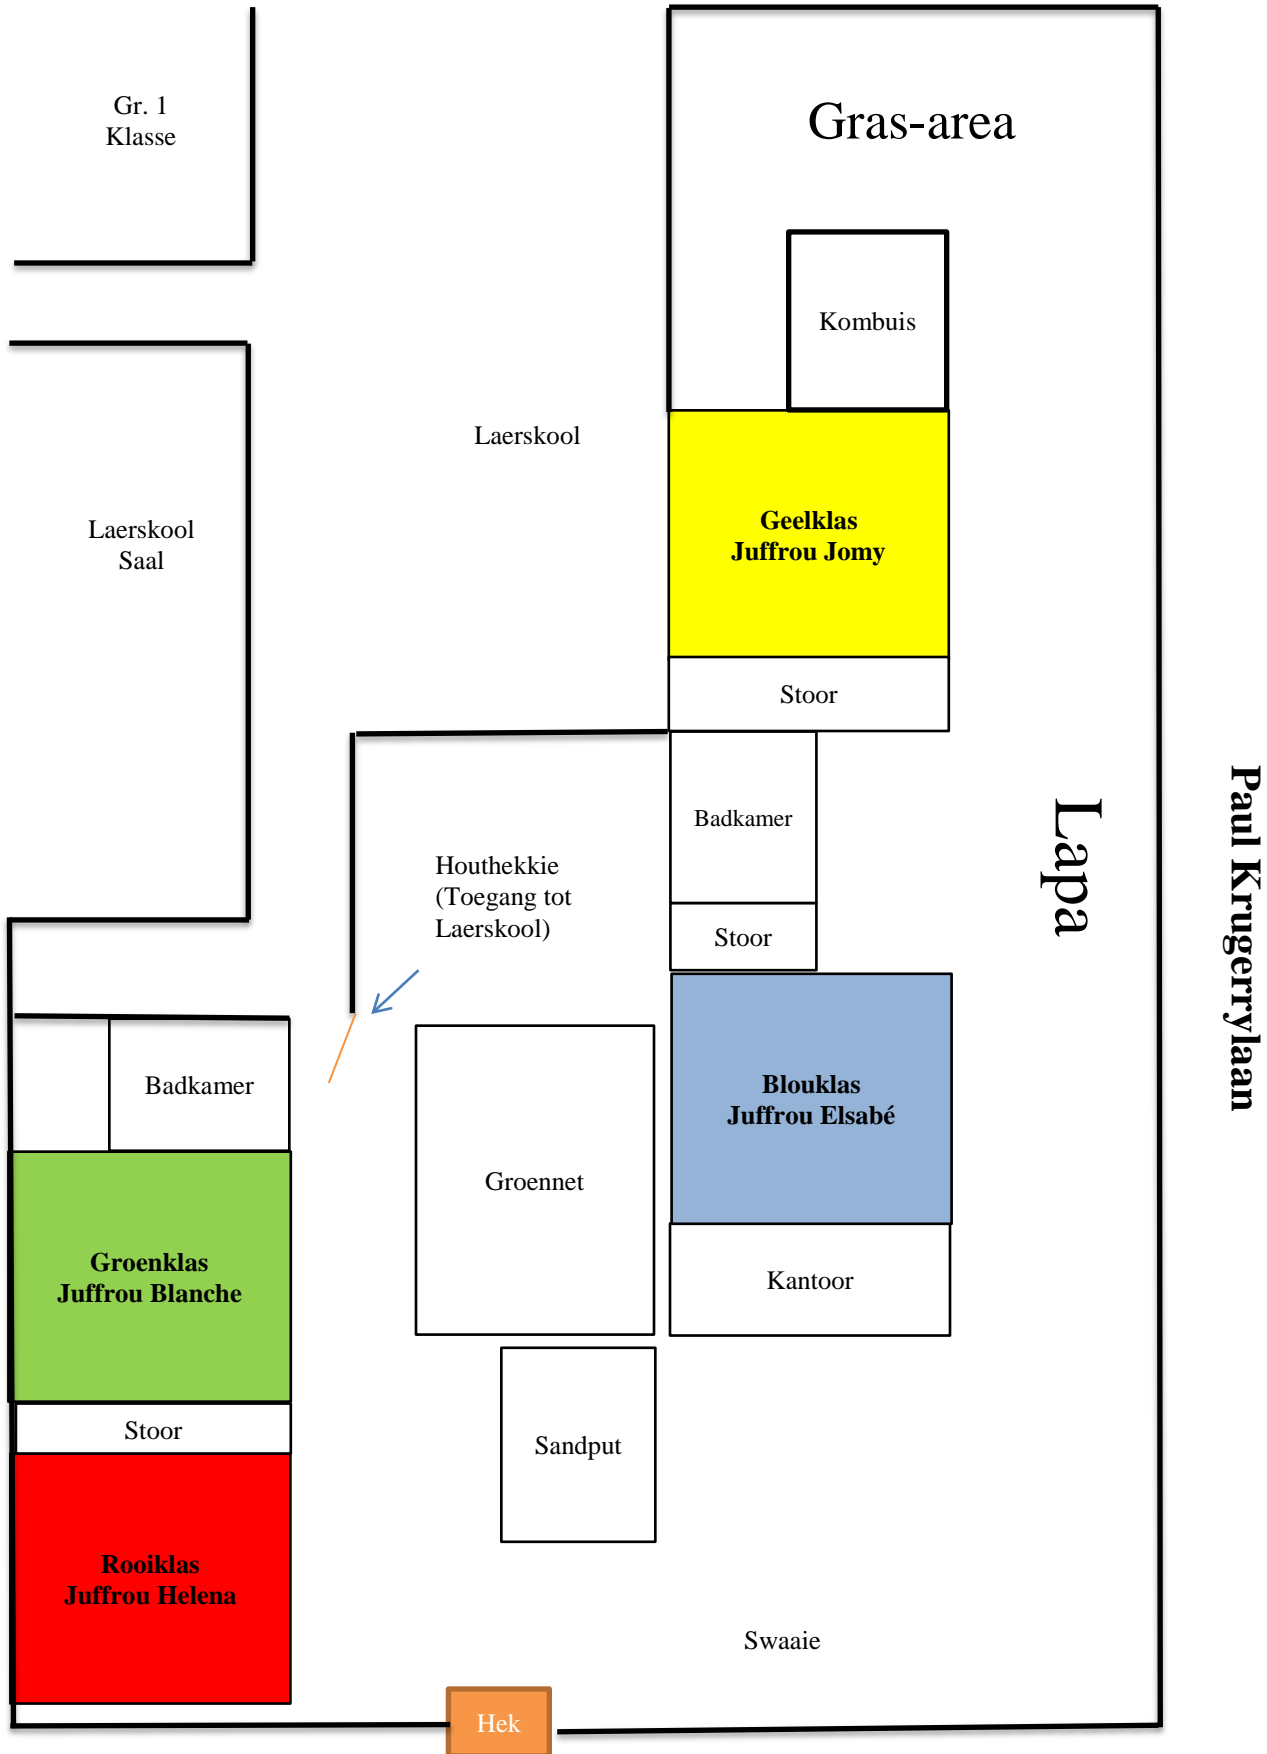 Gr. 1
Klasse
Gras-area
Kombuis
Laerskool
Laerskool
Saal
Geelklas
Juffrou Jomy
Stoor
Badkamer
Lapa
Paul Krugerrylaan
Houthekkie
(Toegang tot
Laerskool)
Stoor
Badkamer
Blouklas
Juffrou Elsabé
Groennet
Groenklas
Juffrou Blanche
Kantoor
Stoor
Sandput
Rooiklas
Juffrou Helena
Swaaie
Hek